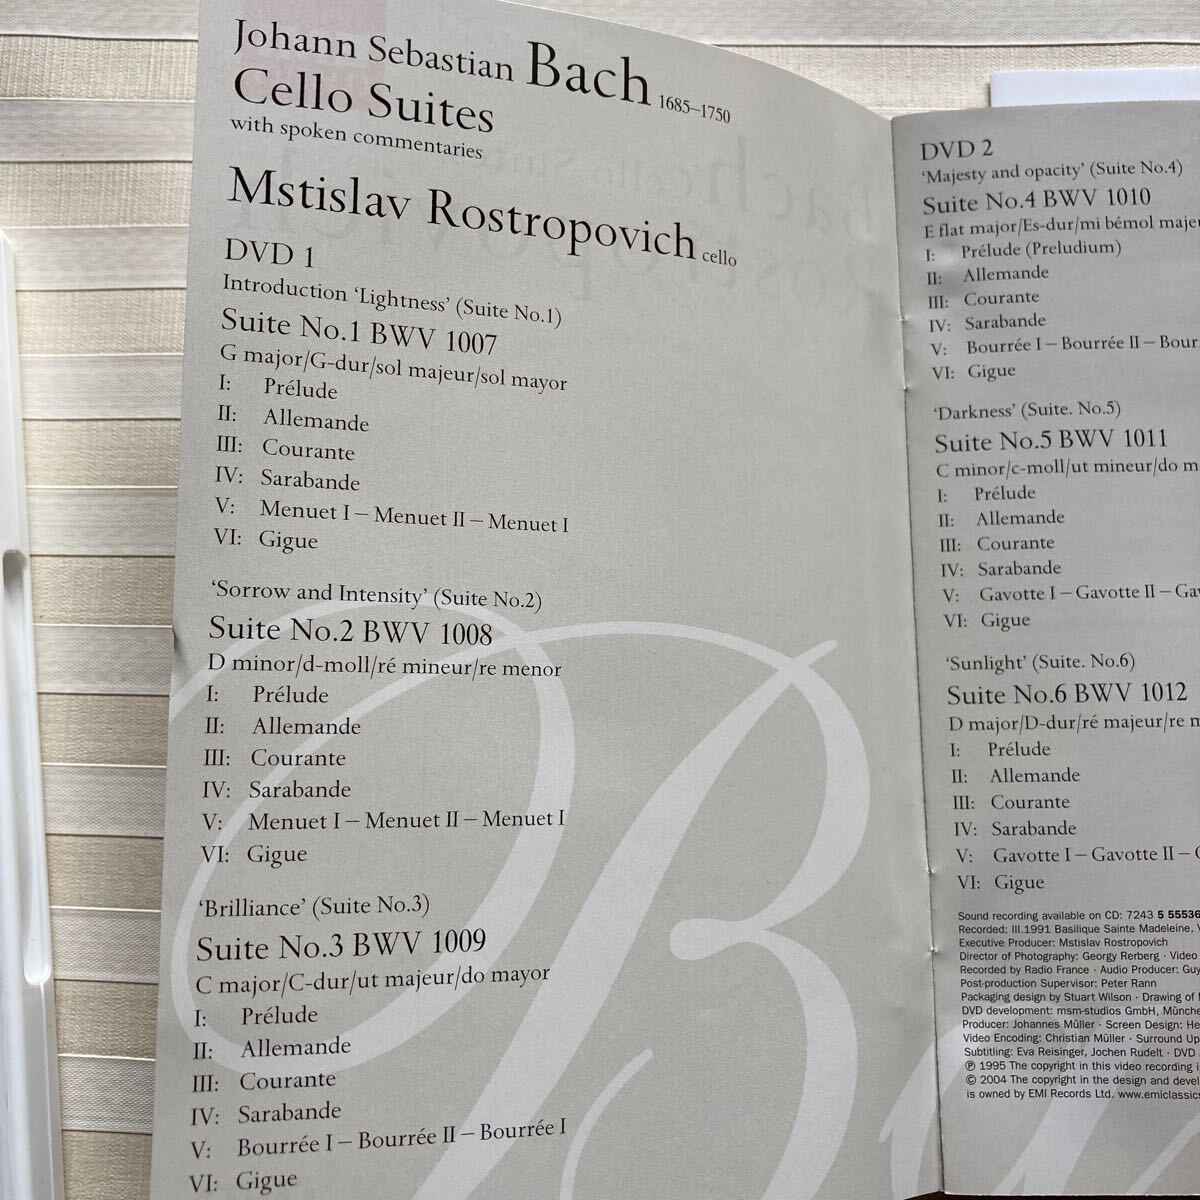 Johann Sebastian Bach 1685–1750
Cello Suites
with spoken commentaries
Mstislav Rostropovich cello
DVD 1
Introduction ‘Lightness’ (Suite No.1)
Suite No.1 BWV 1007
G major/G-dur/sol majeur/sol mayor
I: Prélude
II: Allemande
III: Courante
IV: Sarabande
V: Menuet I – Menuet II – Menuet I
VI: Gigue
‘Sorrow and Intensity’ (Suite No.2)
Suite No.2 BWV 1008
D minor/d-moll/ré mineur/re menor
I: Prélude
II: Allemande
III: Courante
IV: Sarabande
V: Menuet I – Menuet II – Menuet I
VI: Gigue
‘Brilliance’ (Suite No.3)
Suite No.3 BWV 1009
C major/C-dur/ut majeur/do mayor
I: Prélude
II: Allemande
III: Courante
IV: Sarabande
V: Bourrée I – Bourrée II – Bourrée I
VI: Gigue
DVD 2
‘Majesty and opacity’ (Suite No.4)
Suite No.4 BWV 1010
E flat major/Es-dur/mi bémol maje
I: Prélude (Preludium)
II: Allemande
III: Courante
IV: Sarabande
V: Bourrée I – Bourrée II – Bour
VI: Gigue
‘Darkness’ (Suite. No.5)
Suite No.5 BWV 1011
C minor/c-moll/ut mineur/do m
I: Prélude
II: Allemande
III: Courante
IV: Sarabande
V: Gavotte I – Gavotte II – Ga
VI: Gigue
‘Sunlight’ (Suite. No.6)
Suite No.6 BWV 1012
D major/D-dur/ré majeur/re m
I: Prélude
II: Allemande
III: Courante
IV: Sarabande
V: Gavotte I – Gavotte II –
VI: Gigue
Sound recording available on CD: 7243 5 55536
Recorded: III.1991 Basilique Sainte Madeleine, V
Executive Producer: Mstislav Rostropovich
Director of Photography: Georgy Rerberg · Video
Recorded by Radio France · Audio Producer: Guy
Post-production Supervisor: Peter Rann
Packaging design by Stuart Wilson · Drawing of
DVD development: msm-studios GmbH, Münche
Producer: Johannes Müller · Screen Design: He
Video Encoding: Christian Müller · Surround Up
Subtitling: Eva Reisinger, Jochen Rudelt · DVD
℗ 1995 The copyright in this video recording i
© 2004 The copyright in the design and devel
is owned by EMI Records Ltd. www.emiclassics